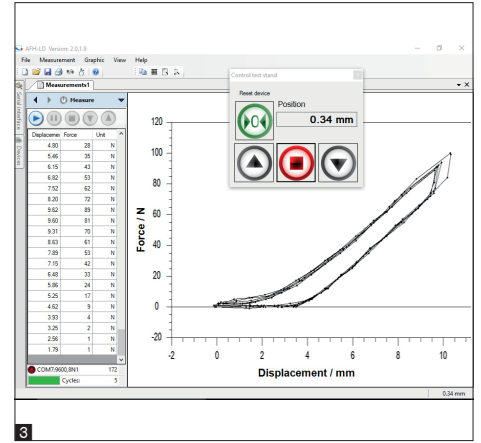 AFH-LD Version 2.0.1.9
File Measurement Graphic View Help
Measurements1
Measure
Serial interface
Devices
Displacemen Force Unit
4.80 28 N
5.46 35 N
6.15 43 N
6.82 53 N
7.52 62 N
8.20 72 N
9.62 89 N
9.60 81 N
9.31 70 N
8.63 61 N
7.89 53 N
7.15 42 N
6.48 33 N
5.86 24 N
5.25 17 N
4.62 9 N
3.93 4 N
3.25 2 N
2.56 1 N
1.79 1 N
COM7:9600,8N1 172
Cycles: 5
Control test stand
Reset device
Position
0.34 mm
Force / N
120
100
80
60
40
20
0
-20
-2 0 2 4 6 8 10
Displacement / mm
0.34 mm
3